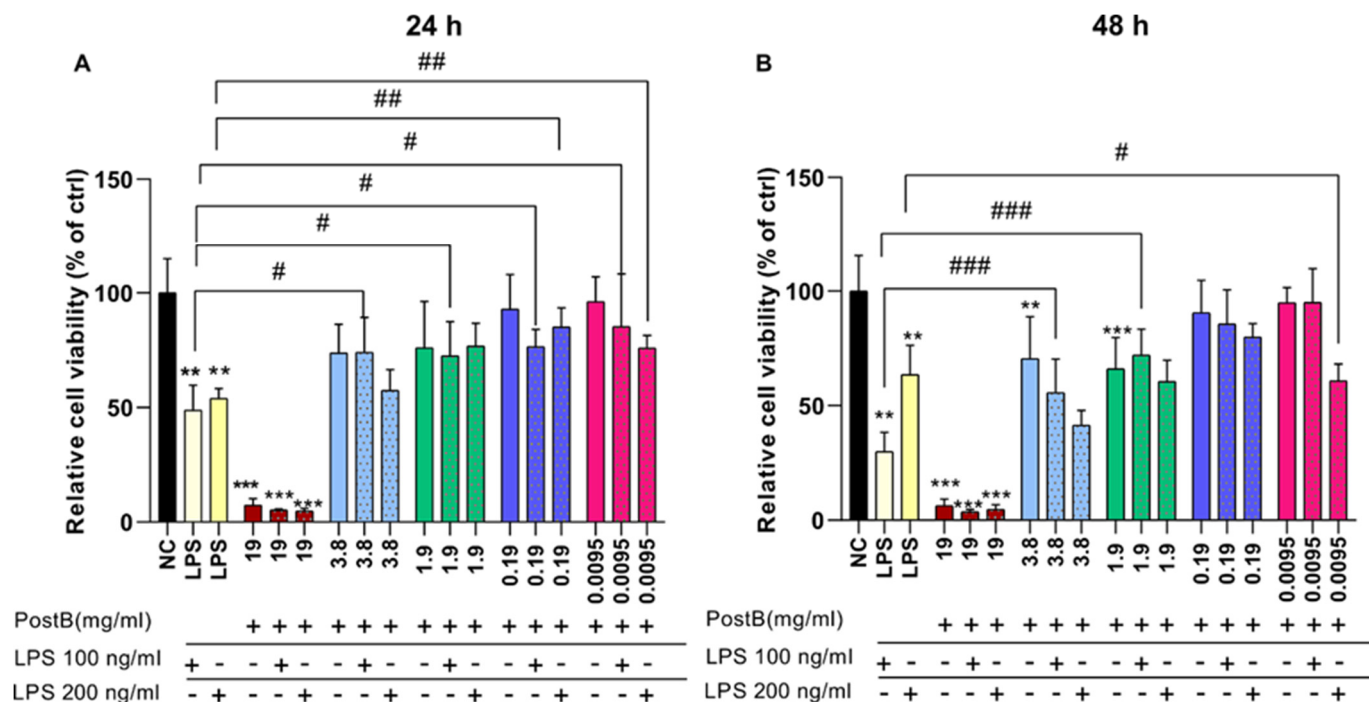 24 h
48 h
A
B
##
##
#
#
#
#
#
###
###
Relative cell viability (% of ctrl)
150
100
50
0
** **
*** *** ***
NC LPS LPS 19 19 19 3.8 3.8 3.8 1.9 1.9 1.9 0.19 0.19 0.19 0.0095 0.0095 0.0095
PostB(mg/ml) + + + + + + + + + + + + + + +
LPS 100 ng/ml + - - + - - + - - + - - + - - + -
LPS 200 ng/ml - + - - + - - + - - + - - + - - +
Relative cell viability (% of ctrl)
150
100
50
0
** ** *** *** *** ** ***
NC LPS LPS 19 19 19 3.8 3.8 3.8 1.9 1.9 1.9 0.19 0.19 0.19 0.0095 0.0095 0.0095
PostB(mg/ml) + + + + + + + + + + + + + + +
LPS 100 ng/ml + - - + - - + - - + - - + - - + -
LPS 200 ng/ml - + - - + - - + - - + - - + - - +